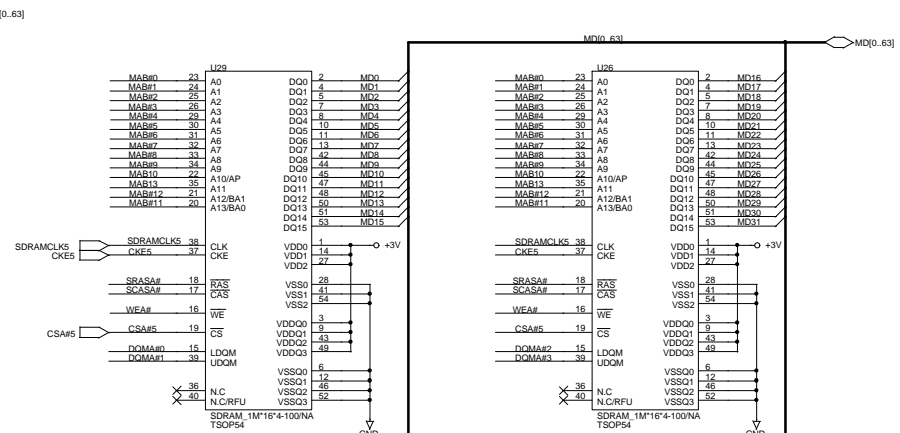 [0..63]
MD[0..63]
MD[0..63]
U29
MAB#0 23 A0 DQ0 2 MD0
MAB#1 24 A1 DQ1 4 MD1
MAB#2 25 A2 DQ2 5 MD2
MAB#3 26 A3 DQ3 7 MD3
MAB#4 29 A4 DQ4 8 MD4
MAB#5 30 A5 DQ5 10 MD5
MAB#6 31 A6 DQ6 11 MD6
MAB#7 32 A7 DQ7 13 MD7
MAB#8 33 A8 DQ8 42 MD8
MAB#9 34 A9 DQ9 44 MD9
MAB10 22 A10/AP DQ10 45 MD10
MAB13 35 A11 DQ11 47 MD11
MAB#12 21 A12/BA1 DQ12 48 MD12
MAB#11 20 A13/BA0 DQ13 50 MD13
DQ14 51 MD14
DQ15 53 MD15
SDRAMCLK5 SDRAMCLK5 38 CLK VDD0 1 +3V
CKE5 CKE5 37 CKE VDD1 14
VDD2 27
SRASA# 18 RAS VSS0 28
SCASA# 17 CAS VSS1 41
VSS2 54
WEA# 16 WE
VDDQ0 3
CSA#5 CSA#5 19 CS VDDQ1 9
VDDQ2 43
DQMA#0 15 LDQM VDDQ3 49
DQMA#1 39 UDQM
VSSQ0 6
VSSQ1 12
36 N.C VSSQ2 46
40 N.C/RFU VSSQ3 52
SDRAM_1M*16*4-100/NA
TSOP54
GND
U26
MAB#0 23 A0 DQ0 2 MD16
MAB#1 24 A1 DQ1 4 MD17
MAB#2 25 A2 DQ2 5 MD18
MAB#3 26 A3 DQ3 7 MD19
MAB#4 29 A4 DQ4 8 MD20
MAB#5 30 A5 DQ5 10 MD21
MAB#6 31 A6 DQ6 11 MD22
MAB#7 32 A7 DQ7 13 MD23
MAB#8 33 A8 DQ8 42 MD24
MAB#9 34 A9 DQ9 44 MD25
MAB10 22 A10/AP DQ10 45 MD26
MAB13 35 A11 DQ11 47 MD27
MAB#12 21 A12/BA1 DQ12 48 MD28
MAB#11 20 A13/BA0 DQ13 50 MD29
DQ14 51 MD30
DQ15 53 MD31
SDRAMCLK5 38 CLK VDD0 1 +3V
CKE5 37 CKE VDD1 14
VDD2 27
SRASA# 18 RAS VSS0 28
SCASA# 17 CAS VSS1 41
VSS2 54
WEA# 16 WE
VDDQ0 3
CSA#5 19 CS VDDQ1 9
VDDQ2 43
DQMA#2 15 LDQM VDDQ3 49
DQMA#3 39 UDQM
VSSQ0 6
VSSQ1 12
36 N.C VSSQ2 46
40 N.C/RFU VSSQ3 52
SDRAM_1M*16*4-100/NA
TSOP54
GND